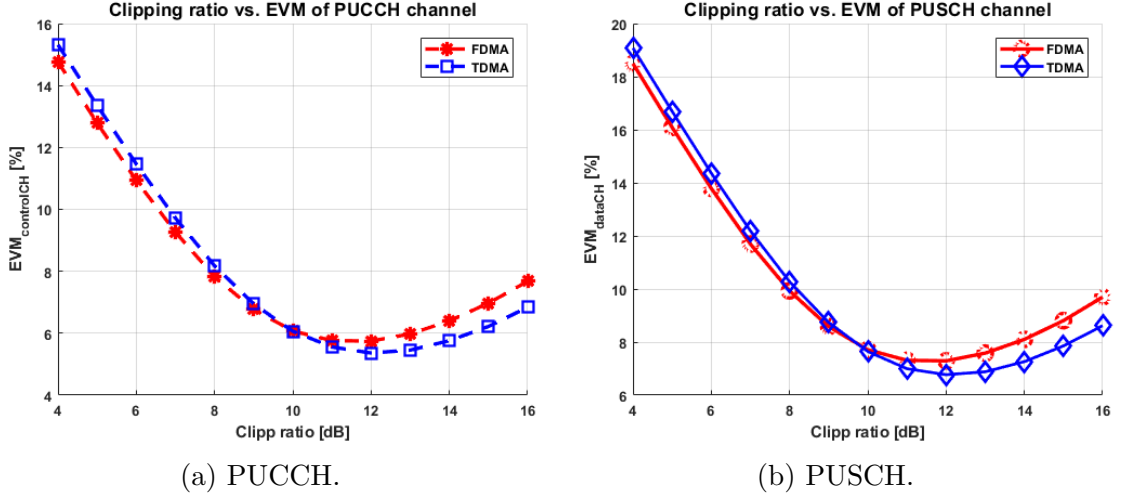 Clipping ratio vs. EVM of PUCCH channel
FDMA
TDMA
EVM_controlCH [%]
16
14
12
10
8
6
4
4 6 8 10 12 14 16
Clipp ratio [dB]
(a) PUCCH.
Clipping ratio vs. EVM of PUSCH channel
FDMA
TDMA
EVM_dataCH [%]
20
18
16
14
12
10
8
6
4 6 8 10 12 14 16
Clipp ratio [dB]
(b) PUSCH.